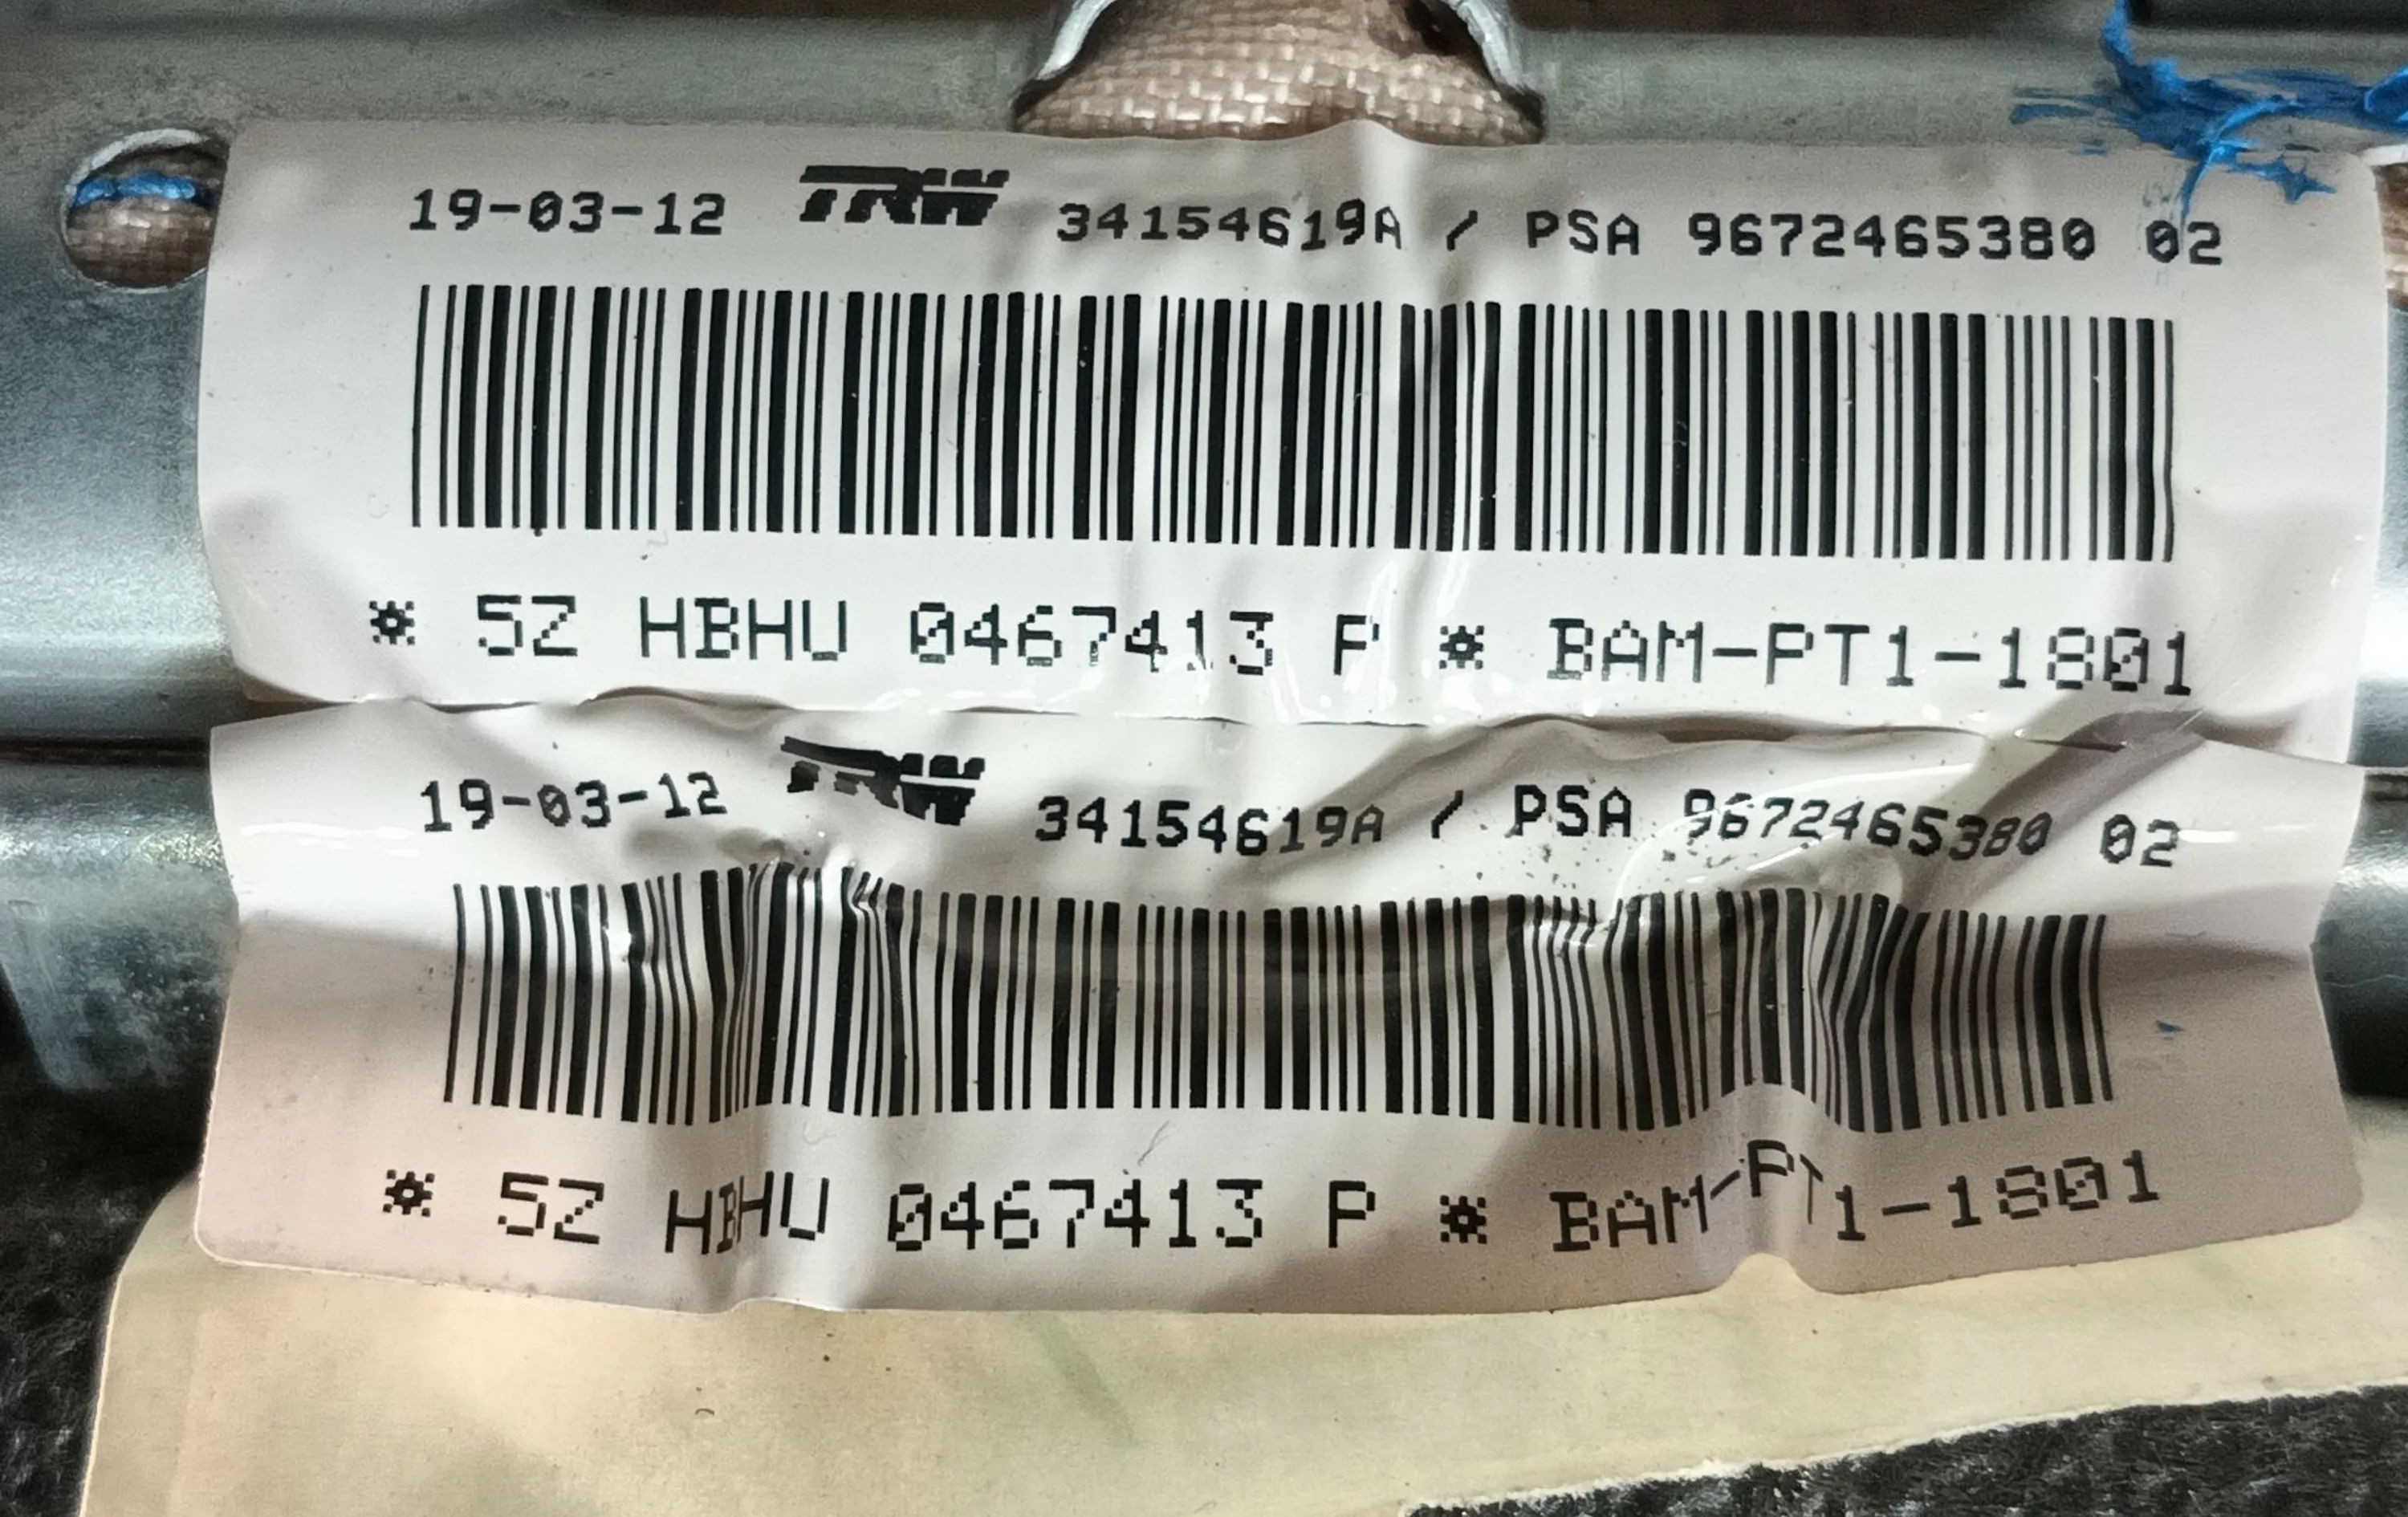 19-03-12 TRW 34154619A / PSA 9672465380 02
* 5Z HBHU 0467413 P * BAM-PT1-1801
19-03-12 TRW 34154619A / PSA 9672465380 02
* 5Z HBHU 0467413 P * BAM-PT1-1801